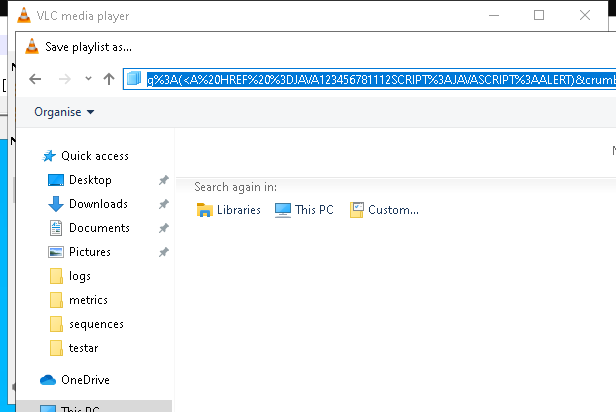 VLC media player
Save playlist as...
g%3A(<A%20HREF%20%3DJAVA123456781112SCRIPT%3AJAVASCRIPT%3AALERT)&crumb
Organise
Quick access
Desktop
Downloads
Documents
Pictures
logs
metrics
sequences
testar
OneDrive
This PC
Search again in:
Libraries
This PC
Custom...